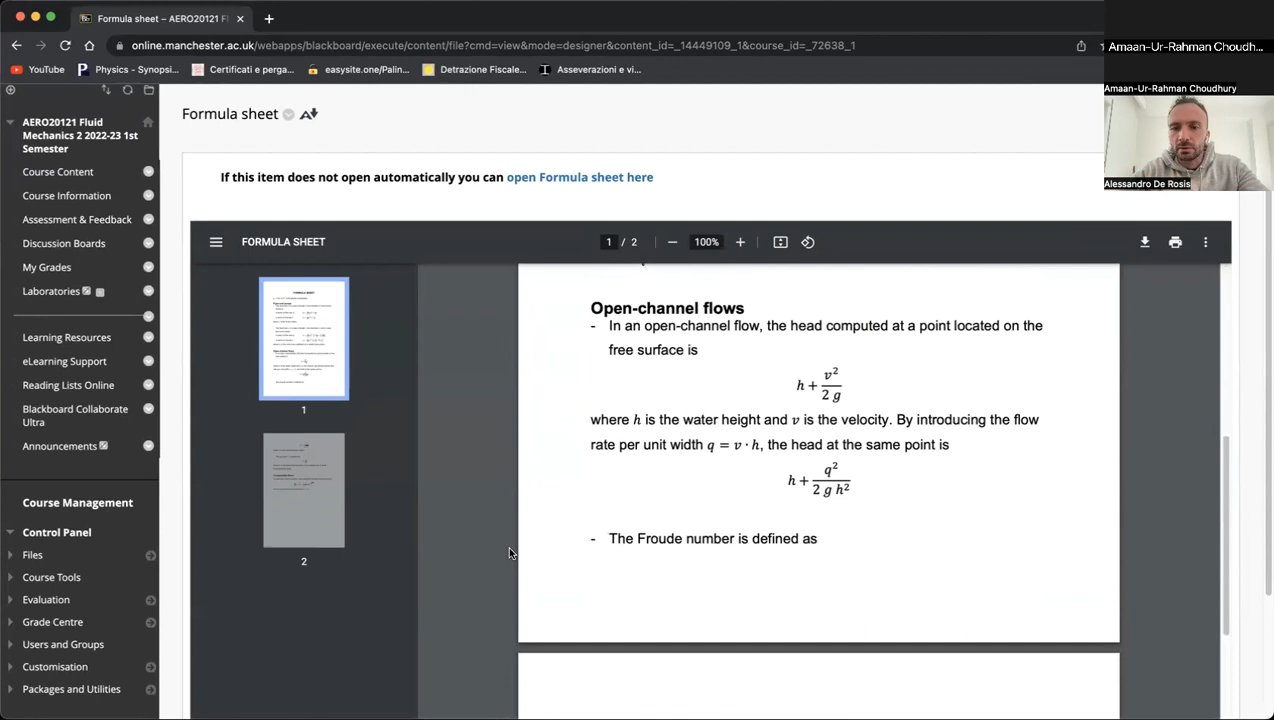 Formula sheet – AERO20121 Fl
online.manchester.ac.uk/webapps/blackboard/execute/content/file?cmd=view&mode=designer&content_id=_14449109_1&course_id=_72638_1
YouTube
Physics - Synopsi...
Certificati e perga...
easysite.one/Palin...
Detrazione Fiscale...
Asseverazioni e vi...
Amaan-Ur-Rahman Choudh...
Amaan-Ur-Rahman Choudhury
Alessandro De Rosis
AERO20121 Fluid
Mechanics 2 2022-23 1st
Semester
Course Content
Course Information
Assessment & Feedback
Discussion Boards
My Grades
Laboratories
Learning Resources
eLearning Support
Reading Lists Online
Blackboard Collaborate
Ultra
Announcements
Course Management
Control Panel
Files
Course Tools
Evaluation
Grade Centre
Users and Groups
Customisation
Packages and Utilities
Formula sheet
If this item does not open automatically you can open Formula sheet here
FORMULA SHEET
1 / 2
100%
1
2
Open-channel flows
- In an open-channel flow, the head computed at a point located on the
free surface is
h + v² / 2 g
where h is the water height and v is the velocity. By introducing the flow
rate per unit width q = v · h, the head at the same point is
h + q² / 2 g h²
- The Froude number is defined as